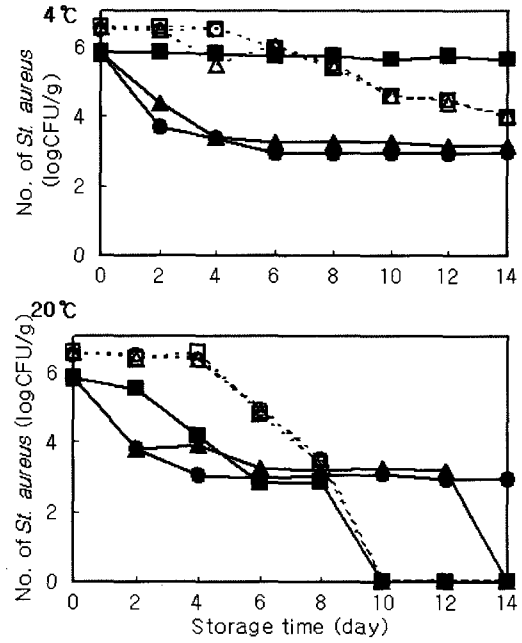 4℃
No. of St. aureus
(logCFU/g)
6
4
2
0
0 2 4 6 8 10 12 14
20℃
No. of St. aureus (logCFU/g)
6
4
2
0
0 2 4 6 8 10 12 14
Storage time (day)